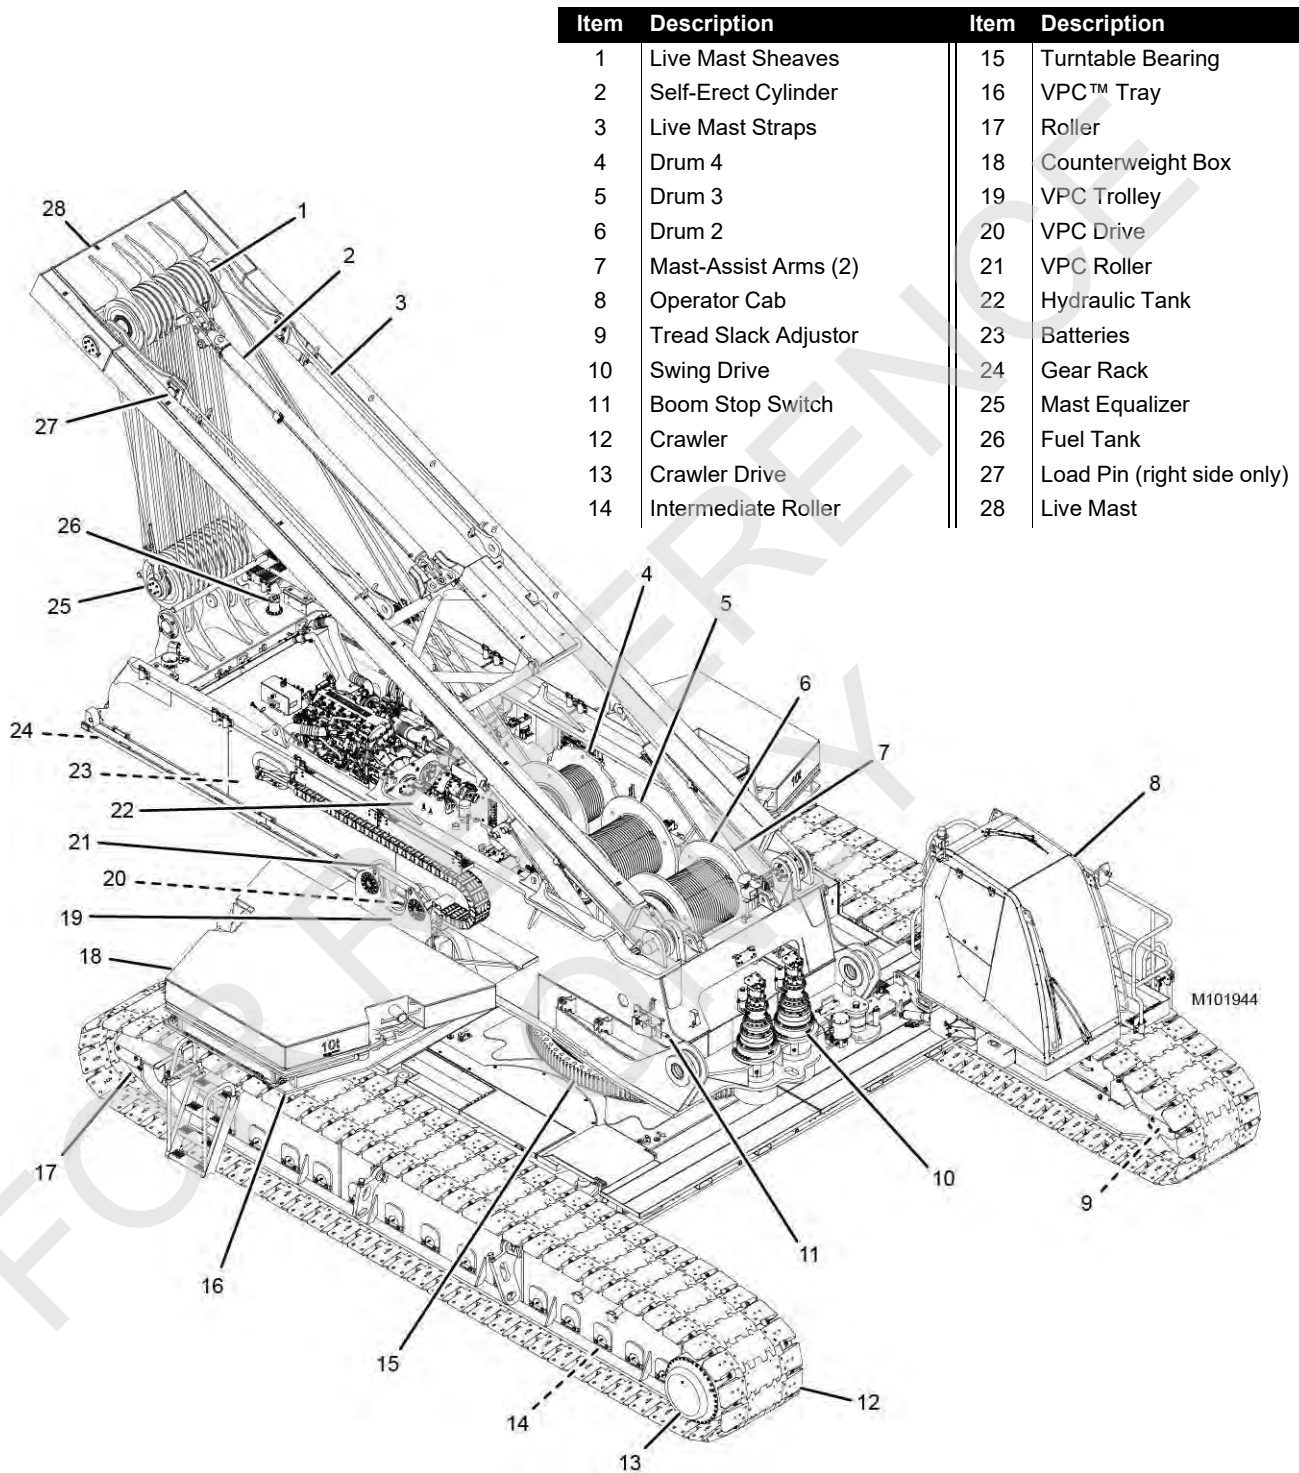 Item Description Item Description
1 Live Mast Sheaves 15 Turntable Bearing
2 Self-Erect Cylinder 16 VPC™ Tray
3 Live Mast Straps 17 Roller
4 Drum 4 18 Counterweight Box
5 Drum 3 19 VPC Trolley
6 Drum 2 20 VPC Drive
7 Mast-Assist Arms (2) 21 VPC Roller
8 Operator Cab 22 Hydraulic Tank
9 Tread Slack Adjustor 23 Batteries
10 Swing Drive 24 Gear Rack
11 Boom Stop Switch 25 Mast Equalizer
12 Crawler 26 Fuel Tank
13 Crawler Drive 27 Load Pin (right side only)
14 Intermediate Roller 28 Live Mast
28
1
2
3
27
26
25
4
5
6
7
24
23
22
8
21
20
19
18
10t
10t
M101944
17
16
15
14
13
12
11
10
9
FOR REFERENCE
ONLY